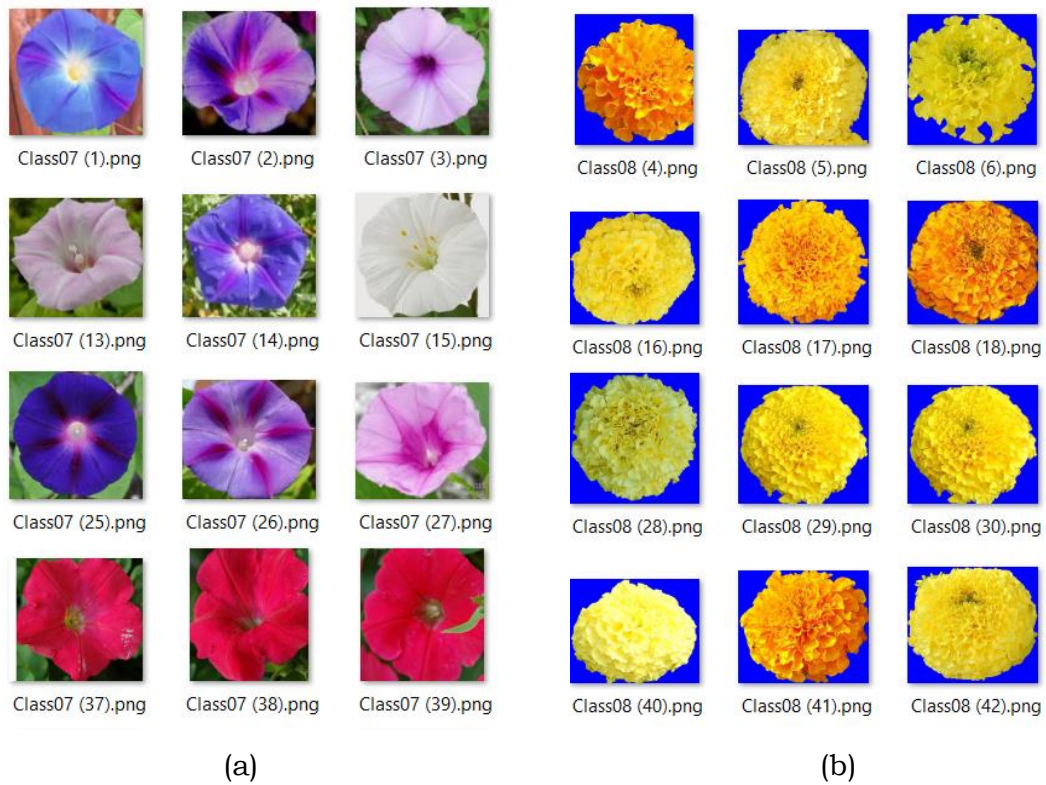 Class07 (1).png Class07 (2).png Class07 (3).png
Class07 (13).png Class07 (14).png Class07 (15).png
Class07 (25).png Class07 (26).png Class07 (27).png
Class07 (37).png Class07 (38).png Class07 (39).png
(a)
Class08 (4).png Class08 (5).png Class08 (6).png
Class08 (16).png Class08 (17).png Class08 (18).png
Class08 (28).png Class08 (29).png Class08 (30).png
Class08 (40).png Class08 (41).png Class08 (42).png
(b)